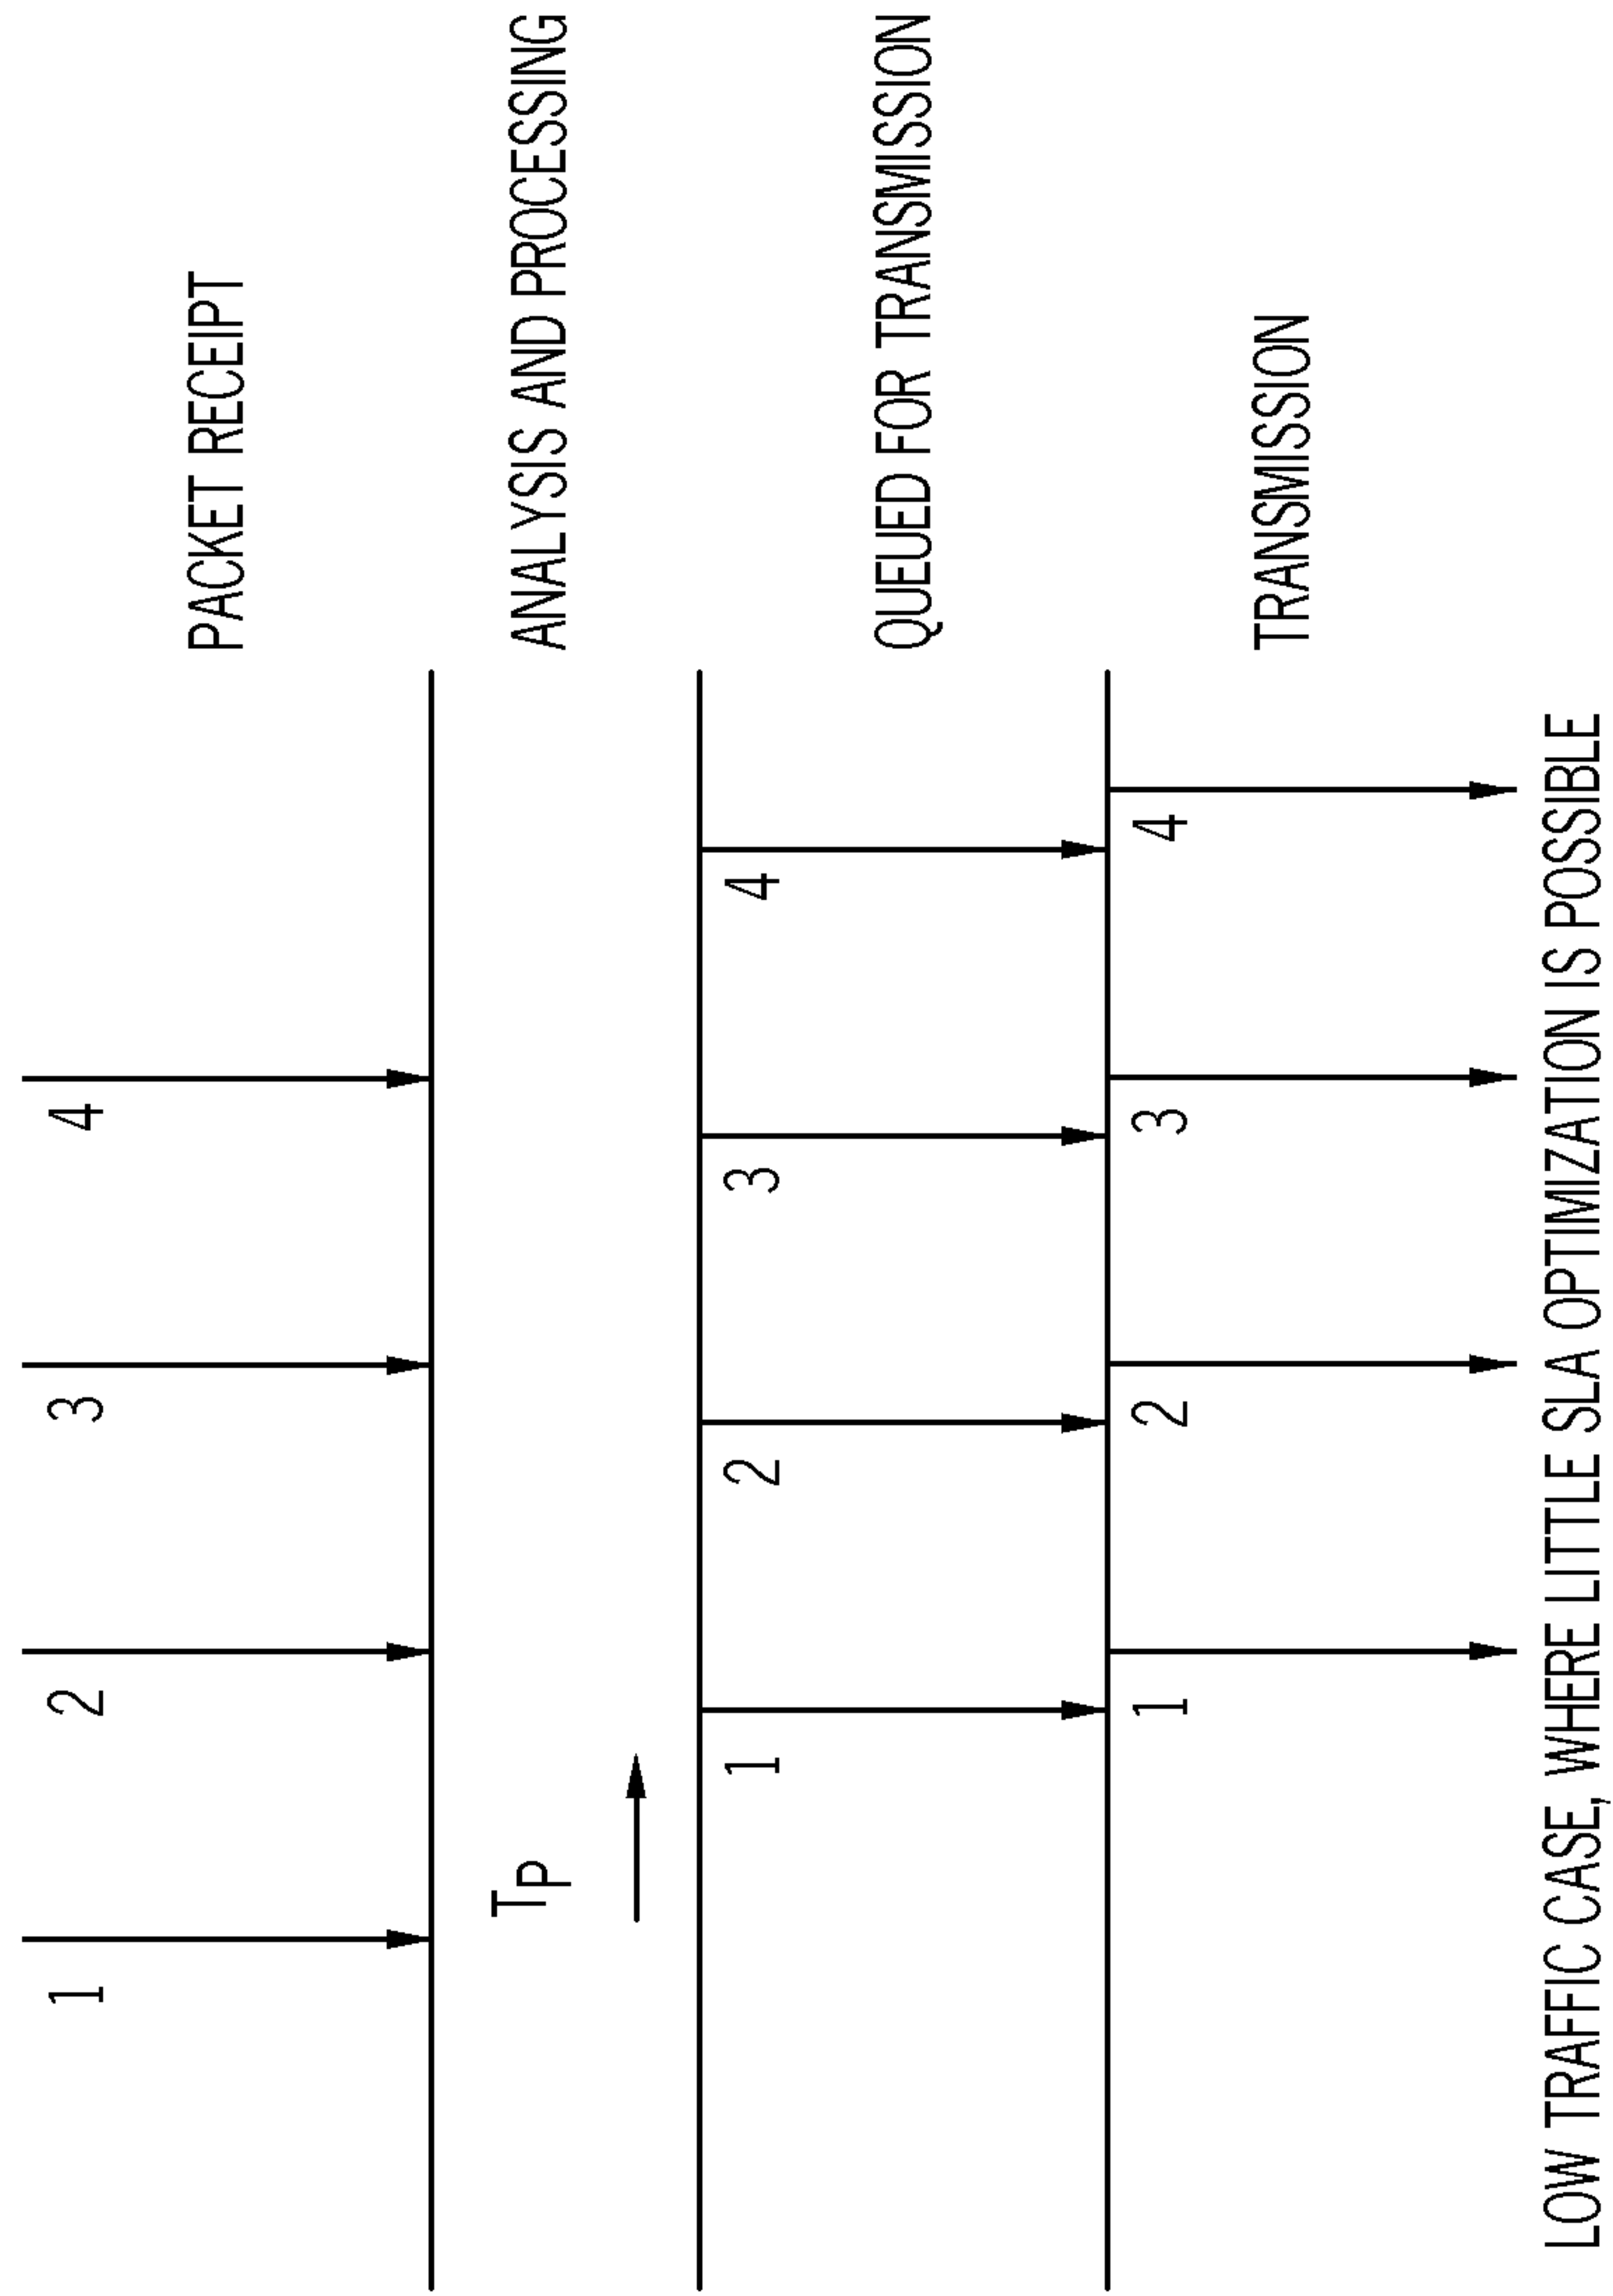 1
2
3
4
PACKET RECEIPT
TP
ANALYSIS AND PROCESSING
1
2
3
4
QUEUED FOR TRANSMISSION
1
2
3
4
TRANSMISSION
LOW TRAFFIC CASE, WHERE LITTLE SLA OPTIMIZATION IS POSSIBLE